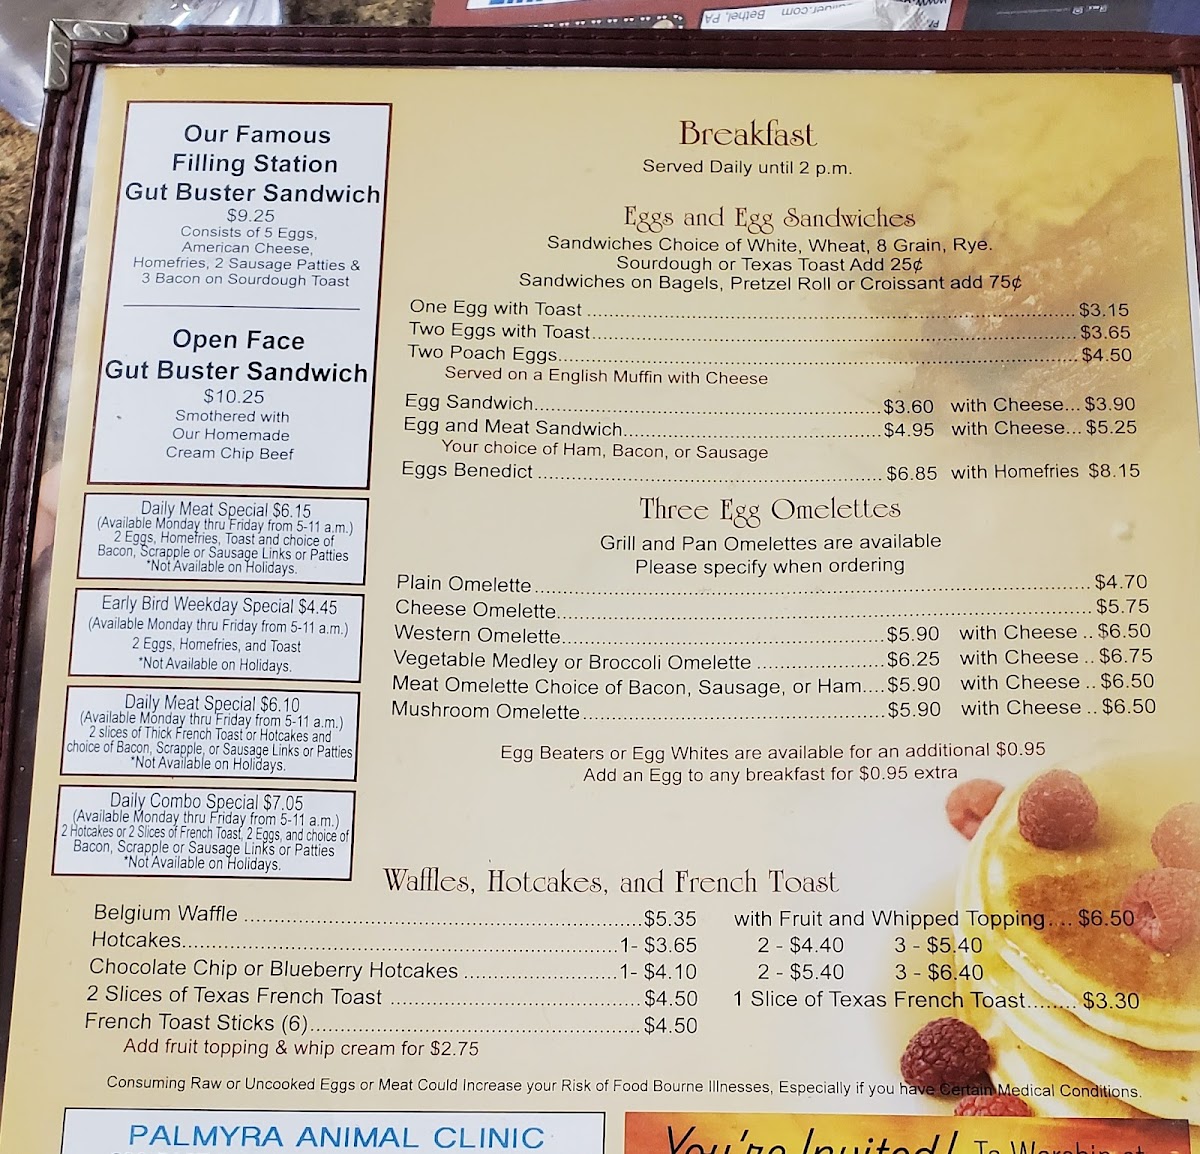 Bethel, PA
Our Famous
Filling Station
Gut Buster Sandwich
$9.25
Consists of 5 Eggs,
American Cheese,
Homefries, 2 Sausage Patties &
3 Bacon on Sourdough Toast
Open Face
Gut Buster Sandwich
$10.25
Smothered with
Our Homemade
Cream Chip Beef
Daily Meat Special $6.15
(Available Monday thru Friday from 5-11 a.m.)
2 Eggs, Homefries, Toast and choice of
Bacon, Scrapple or Sausage Links or Patties
*Not Available on Holidays.
Early Bird Weekday Special $4.45
(Available Monday thru Friday from 5-11 a.m.)
2 Eggs, Homefries, and Toast
*Not Available on Holidays.
Daily Meat Special $6.10
(Available Monday thru Friday from 5-11 a.m.)
2 slices of Thick French Toast or Hotcakes and
choice of Bacon, Scrapple, or Sausage Links or Patties
*Not Available on Holidays.
Daily Combo Special $7.05
(Available Monday thru Friday from 5-11 a.m.)
2 Hotcakes or 2 Slices of French Toast, 2 Eggs, and choice of
Bacon, Scrapple or Sausage Links or Patties
*Not Available on Holidays.
Breakfast
Served Daily until 2 p.m.
Eggs and Egg Sandwiches
Sandwiches Choice of White, Wheat, 8 Grain, Rye.
Sourdough or Texas Toast Add 25¢
Sandwiches on Bagels, Pretzel Roll or Croissant add 75¢
One Egg with Toast $3.15
Two Eggs with Toast $3.65
Two Poach Eggs $4.50
Served on a English Muffin with Cheese
Egg Sandwich $3.60 with Cheese... $3.90
Egg and Meat Sandwich $4.95 with Cheese... $5.25
Your choice of Ham, Bacon, or Sausage
Eggs Benedict $6.85 with Homefries $8.15
Three Egg Omelettes
Grill and Pan Omelettes are available
Please specify when ordering
Plain Omelette $4.70
Cheese Omelette $5.75
Western Omelette $5.90 with Cheese .. $6.50
Vegetable Medley or Broccoli Omelette $6.25 with Cheese .. $6.75
Meat Omelette Choice of Bacon, Sausage, or Ham.... $5.90 with Cheese .. $6.50
Mushroom Omelette $5.90 with Cheese .. $6.50
Egg Beaters or Egg Whites are available for an additional $0.95
Add an Egg to any breakfast for $0.95 extra
Waffles, Hotcakes, and French Toast
Belgium Waffle $5.35 with Fruit and Whipped Topping.... $6.50
Hotcakes 1- $3.65 2 - $4.40 3 - $5.40
Chocolate Chip or Blueberry Hotcakes 1- $4.10 2 - $5.40 3 - $6.40
2 Slices of Texas French Toast $4.50 1 Slice of Texas French Toast........ $3.30
French Toast Sticks (6) $4.50
Add fruit topping & whip cream for $2.75
Consuming Raw or Uncooked Eggs or Meat Could Increase your Risk of Food Bourne Illnesses, Especially if you have Certain Medical Conditions.
PALMYRA ANIMAL CLINIC
You're Invited! To Worship at